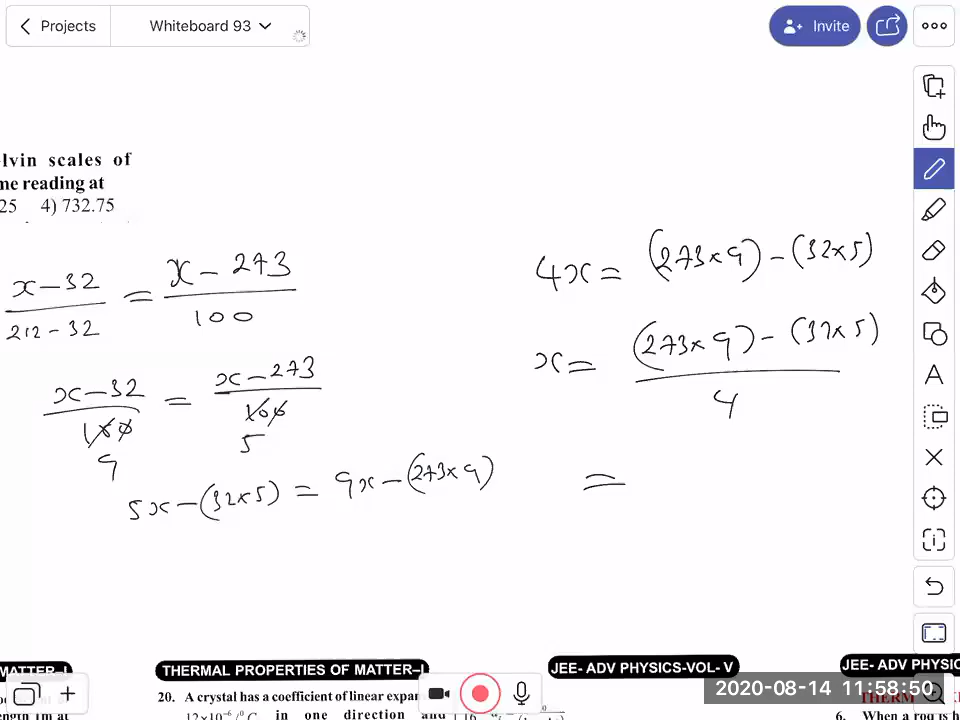 Projects
Whiteboard 93
Invite
lvin scales of
me reading at
25 4) 732.75
x-32 / 212-32 = x-273 / 100
x-32 / 180 = x-273 / 100
9 5
5x-(32×5) = 9x-(273×9)
4x = (273×9)-(32×5)
x = (273×9)-(32×5) / 4
=
MATTER-I
THERMAL PROPERTIES OF MATTER-I
JEE- ADV PHYSICS-VOL- V
JEE- ADV PHYSIC
20. A crystal has a coefficient of linear expa
12×10⁻⁶/⁰C in one direction and
THERM
6. When a rod is h
2020-08-14 11:58:50